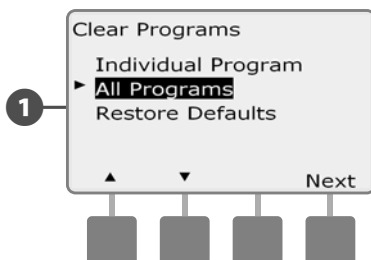 Clear Programs
Individual Program
► All Programs
1
Restore Defaults
▲ ▼ Next